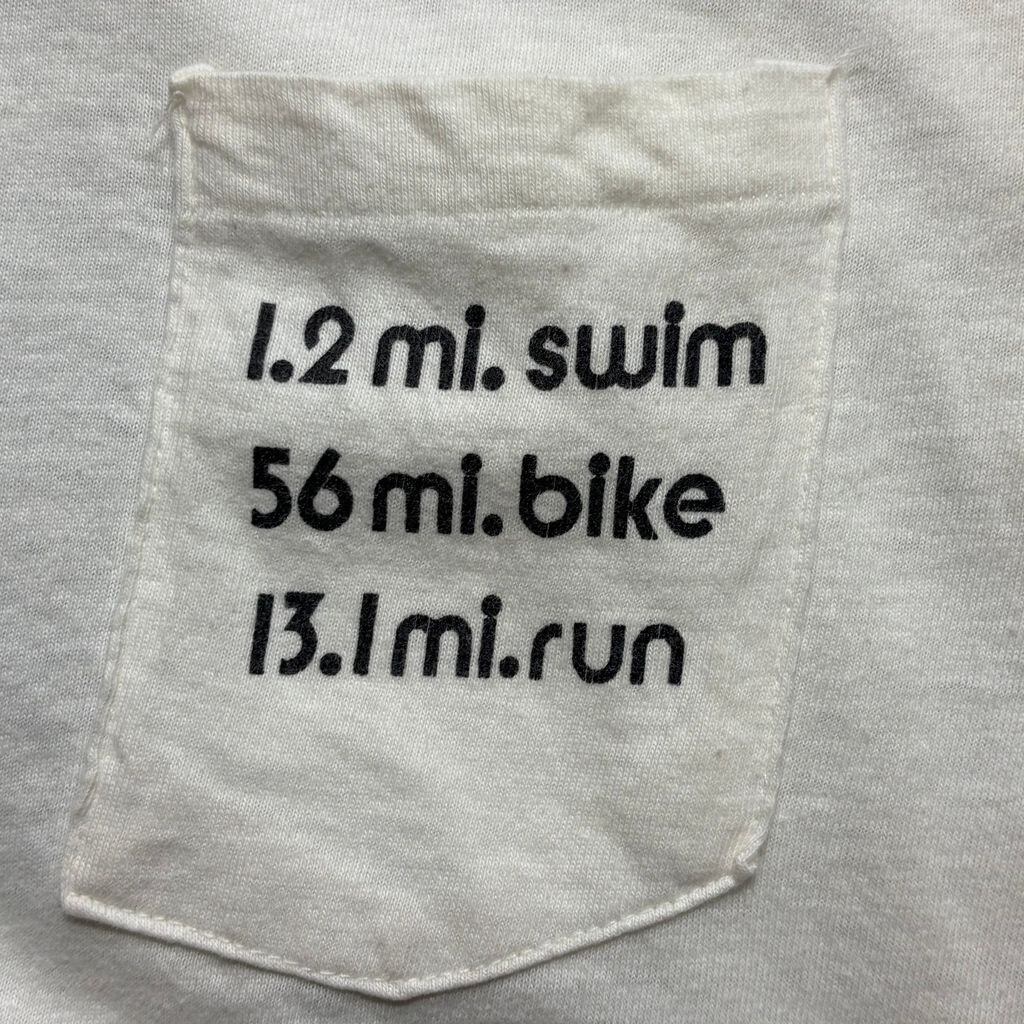 1.2 mi. swim
56 mi. bike
13.1 mi. run